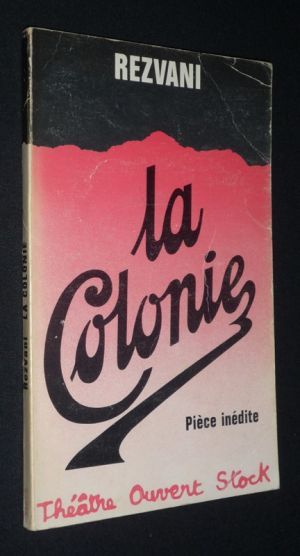 REZVANI
la
Colonie
Pièce inédite
Théâtre Ouvert Stock
Rezvani LA COLONIE